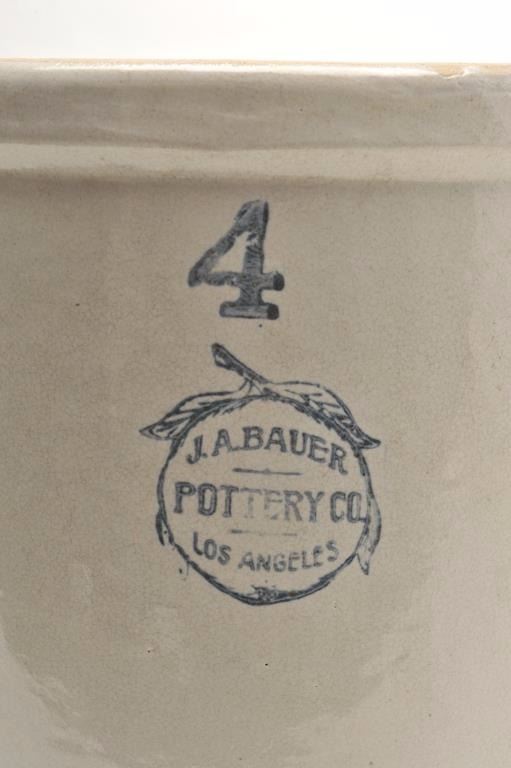 4
J. A. BAUER
POTTERY CO.
LOS ANGELES